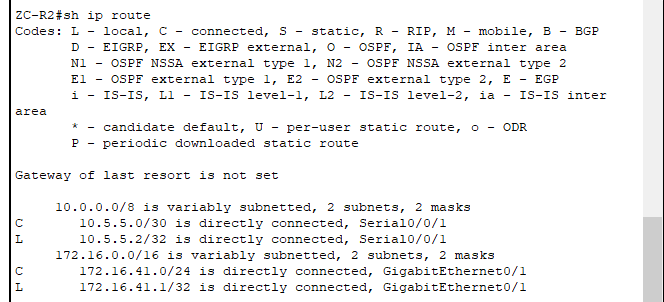 ZC-R2#sh ip route
Codes: L - local, C - connected, S - static, R - RIP, M - mobile, B - BGP
D - EIGRP, EX - EIGRP external, O - OSPF, IA - OSPF inter area
N1 - OSPF NSSA external type 1, N2 - OSPF NSSA external type 2
E1 - OSPF external type 1, E2 - OSPF external type 2, E - EGP
i - IS-IS, L1 - IS-IS level-1, L2 - IS-IS level-2, ia - IS-IS inter
area
* - candidate default, U - per-user static route, o - ODR
P - periodic downloaded static route
Gateway of last resort is not set
10.0.0.0/8 is variably subnetted, 2 subnets, 2 masks
C 10.5.5.0/30 is directly connected, Serial0/0/1
L 10.5.5.2/32 is directly connected, Serial0/0/1
172.16.0.0/16 is variably subnetted, 2 subnets, 2 masks
C 172.16.41.0/24 is directly connected, GigabitEthernet0/1
L 172.16.41.1/32 is directly connected, GigabitEthernet0/1